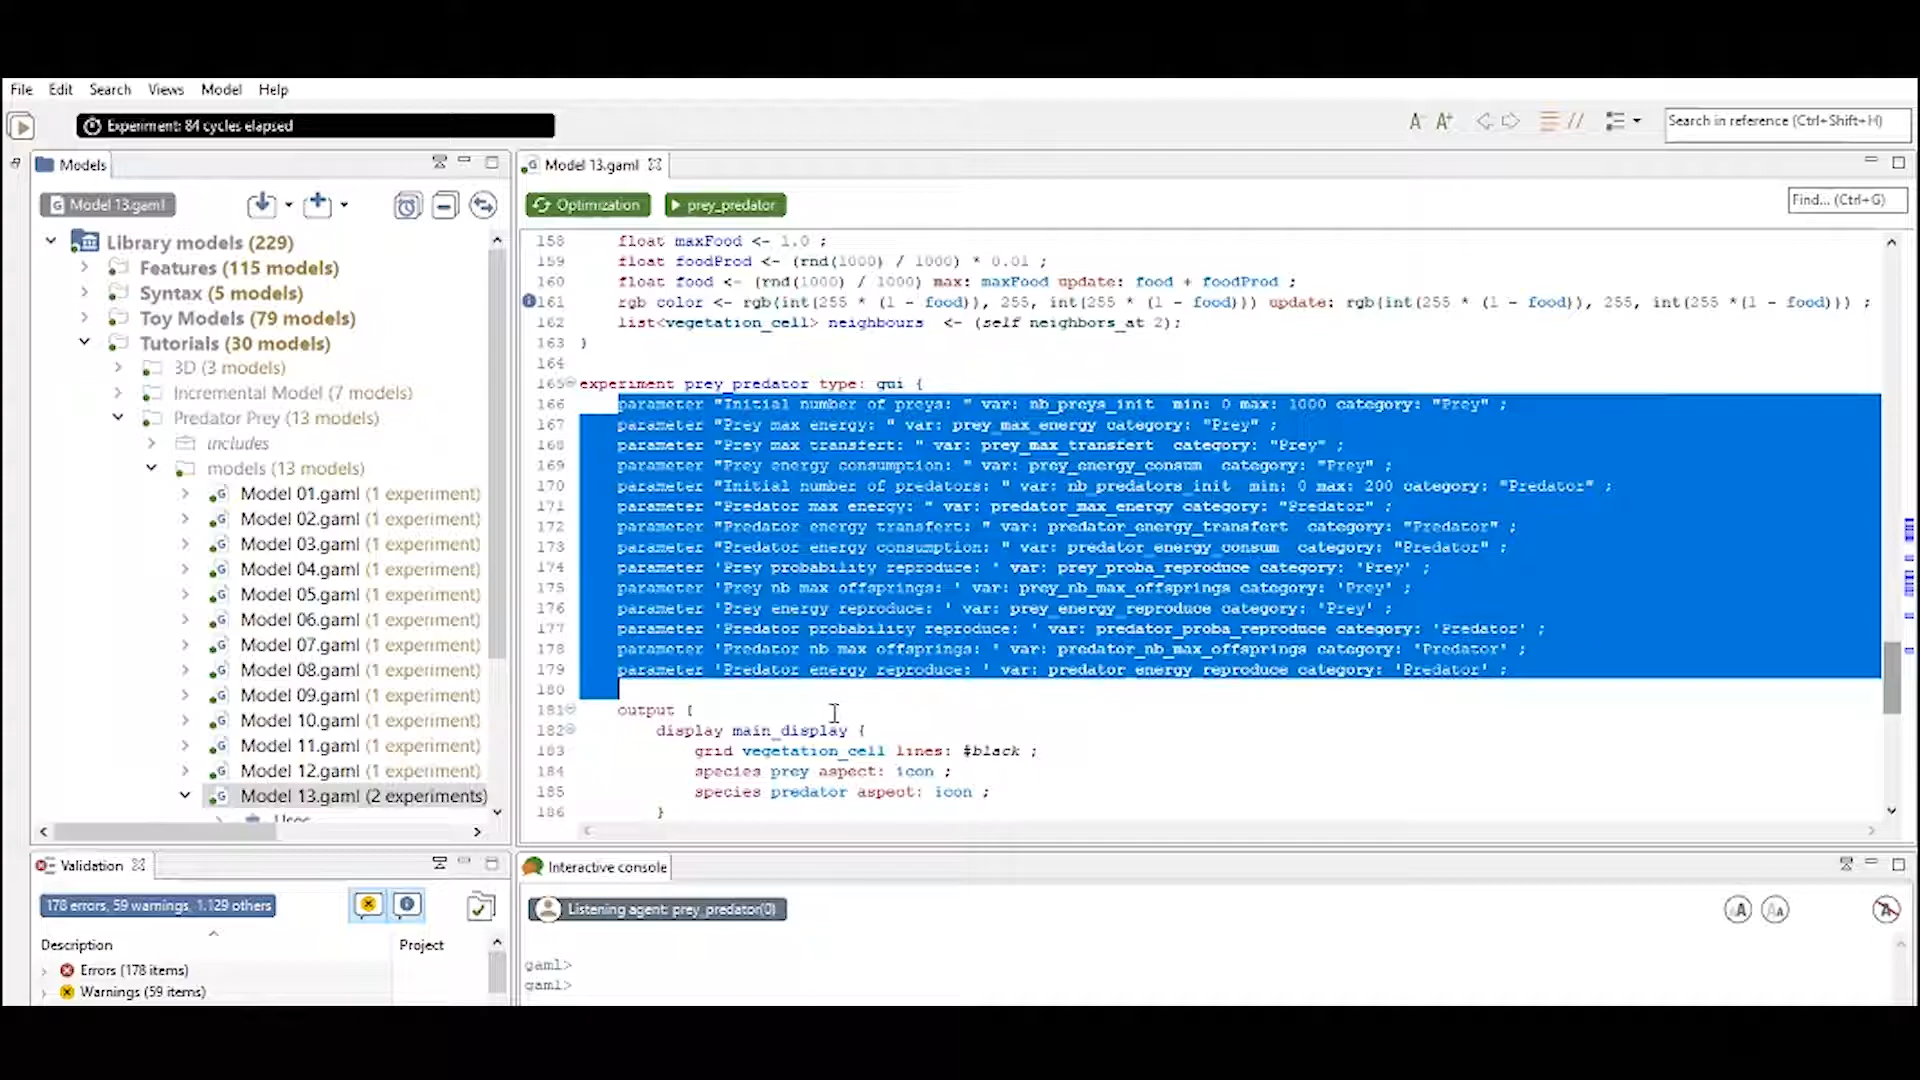 File Edit Search Views Model Help
Experiment: 84 cycles elapsed
A- A+
Search in reference (Ctrl+Shift+H)
Models
Model 13.gaml
Library models (229)
Features (115 models)
Syntax (5 models)
Toy Models (79 models)
Tutorials (30 models)
3D (3 models)
Incremental Model (7 models)
Predator Prey (13 models)
includes
models (13 models)
Model 01.gaml (1 experiment)
Model 02.gaml (1 experiment)
Model 03.gaml (1 experiment)
Model 04.gaml (1 experiment)
Model 05.gaml (1 experiment)
Model 06.gaml (1 experiment)
Model 07.gaml (1 experiment)
Model 08.gaml (1 experiment)
Model 09.gaml (1 experiment)
Model 10.gaml (1 experiment)
Model 11.gaml (1 experiment)
Model 12.gaml (1 experiment)
Model 13.gaml (2 experiments)
Model 13.gaml
Optimization prey_predator
Find... (Ctrl+G)
158 float maxFood <- 1.0 ;
159 float foodProd <- (rnd(1000) / 1000) * 0.01 ;
160 float food <- (rnd(1000) / 1000) max: maxFood update: food + foodProd ;
161 rgb color <- rgb(int(255 * (1 - food)), 255, int(255 * (1 - food))) update: rgb(int(255 * (1 - food)), 255, int(255 *(1 - food))) ;
162 list<vegetation_cell> neighbours <- (self neighbors_at 2);
163 }
164
165 experiment prey_predator type: gui {
166 parameter "Initial number of preys: " var: nb_preys_init min: 0 max: 1000 category: "Prey" ;
167 parameter "Prey max energy: " var: prey_max_energy category: "Prey" ;
168 parameter "Prey max transfert: " var: prey_max_transfert category: "Prey" ;
169 parameter "Prey energy consumption: " var: prey_energy_consum category: "Prey" ;
170 parameter "Initial number of predators: " var: nb_predators_init min: 0 max: 200 category: "Predator" ;
171 parameter "Predator max energy: " var: predator_max_energy category: "Predator" ;
172 parameter "Predator energy transfert: " var: predator_energy_transfert category: "Predator" ;
173 parameter "Predator energy consumption: " var: predator_energy_consum category: "Predator" ;
174 parameter 'Prey probability reproduce: ' var: prey_proba_reproduce category: 'Prey' ;
175 parameter 'Prey nb max offsprings: ' var: prey_nb_max_offsprings category: 'Prey' ;
176 parameter 'Prey energy reproduce: ' var: prey_energy_reproduce category: 'Prey' ;
177 parameter 'Predator probability reproduce: ' var: predator_proba_reproduce category: 'Predator' ;
178 parameter 'Predator nb max offsprings: ' var: predator_nb_max_offsprings category: 'Predator' ;
179 parameter 'Predator energy reproduce: ' var: predator_energy_reproduce category: 'Predator' ;
180
181 output {
182 display main_display {
183 grid vegetation_cell lines: #black ;
184 species prey aspect: icon ;
185 species predator aspect: icon ;
186 }
Validation
178 errors, 59 warnings, 1.129 others
Description Project
Errors (178 items)
Warnings (59 items)
Interactive console
Listening agent: prey_predator(0)
gaml>
gaml>